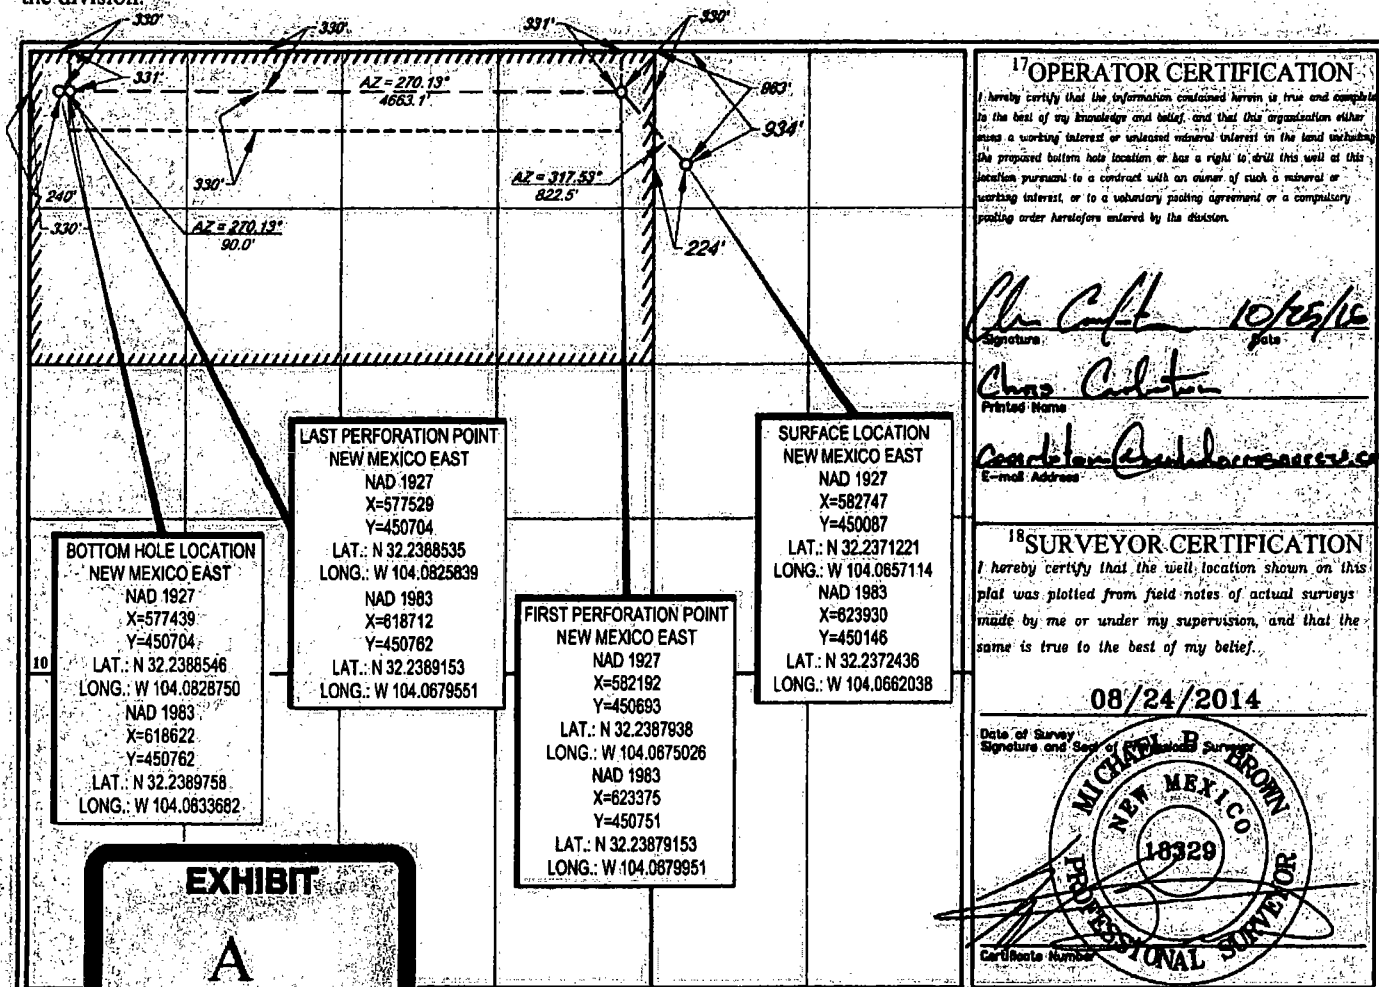 the division.
330'
330'
331'
330'
331'
AZ = 270.13°
4663.1'
983'
934'
240'
330'
330'
AZ = 270.13°
90.0'
AZ = 317.53°
822.5'
224'
LAST PERFORATION POINT
NEW MEXICO EAST
NAD 1927
X=577529
Y=450704
LAT.: N 32.2388535
LONG.: W 104.0825839
NAD 1983
X=618712
Y=450762
LAT.: N 32.2389153
LONG.: W 104.0679551
SURFACE LOCATION
NEW MEXICO EAST
NAD 1927
X=582747
Y=450087
LAT.: N 32.2371221
LONG.: W 104.0657114
NAD 1983
X=623930
Y=450146
LAT.: N 32.2372436
LONG.: W 104.0662038
BOTTOM HOLE LOCATION
NEW MEXICO EAST
NAD 1927
X=577439
Y=450704
LAT.: N 32.2388546
LONG.: W 104.0828750
NAD 1983
X=618622
Y=450762
LAT.: N 32.2389758
LONG.: W 104.0833682
FIRST PERFORATION POINT
NEW MEXICO EAST
NAD 1927
X=582192
Y=450693
LAT.: N 32.2387938
LONG.: W 104.0675026
NAD 1983
X=623375
Y=450751
LAT.: N 32.23879153
LONG.: W 104.0679951
10
EXHIBIT
A
17 OPERATOR CERTIFICATION
I hereby certify that the information contained herein is true and complete
to the best of my knowledge and belief, and that this organization either
owns a working interest or unleased mineral interest in the land including
the proposed bottom hole location or has a right to drill this well at this
location pursuant to a contract with an owner of such a mineral or
working interest, or to a voluntary pooling agreement or a compulsory
pooling order heretofore entered by the division.
10/25/16
Signature
Date
Chris
Printed Name
E-mail Address
18 SURVEYOR CERTIFICATION
I hereby certify that the well location shown on this
plat was plotted from field notes of actual surveys
made by me or under my supervision, and that the
same is true to the best of my belief.
08/24/2014
Date of Survey
Signature and Seal of Professional Surveyor
MICHAEL B. BROWN
NEW MEXICO
18329
PROFESSIONAL SURVEYOR
Certificate Number